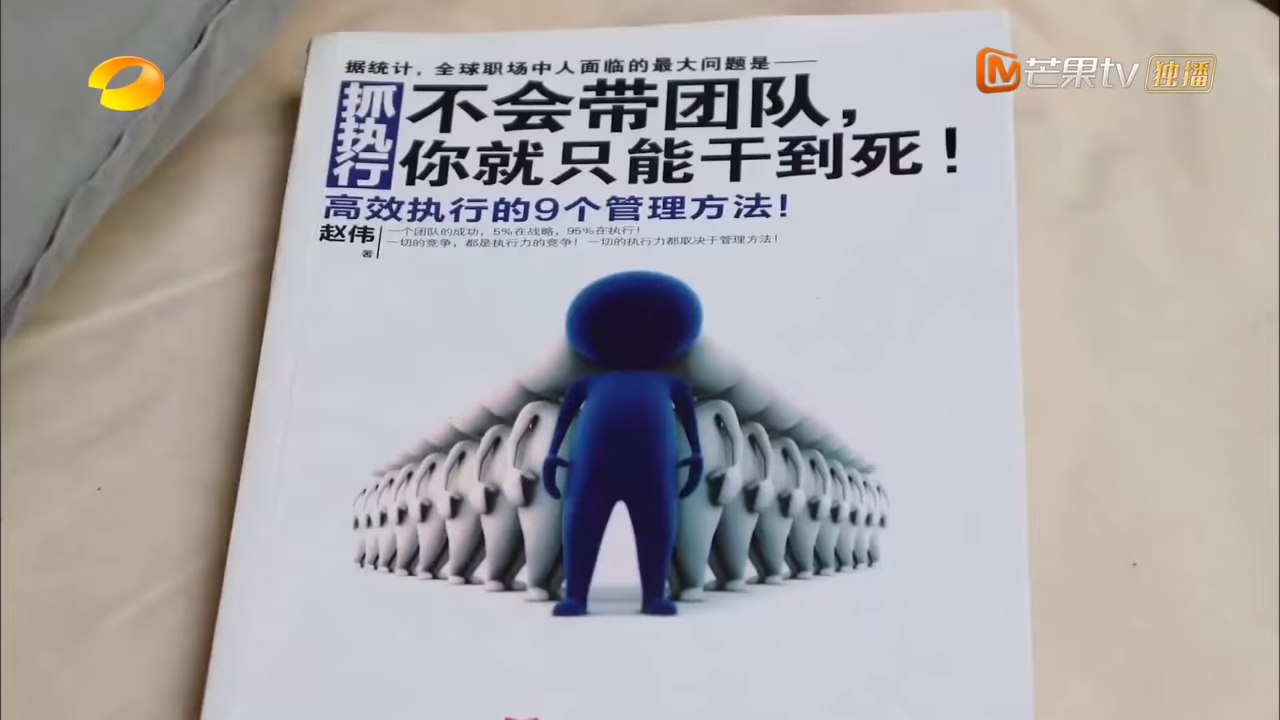 芒果tv 独播
据统计，全球职场中人面临的最大问题是——
抓执行
不会带团队，
你就只能干到死！
高效执行的9个管理方法！
赵伟 著
一个团队的成功，5%在战略，95%在执行！
一切的竞争，都是执行力的竞争！ 一切的执行力都取决于管理方法！